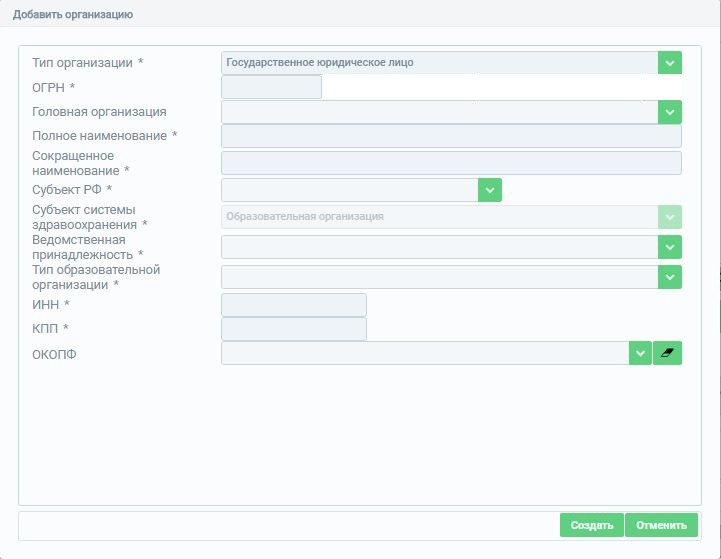 Добавить организацию
Тип организации *
Государственное юридическое лицо
ОГРН *
Головная организация
Полное наименование *
Сокращенное
наименование *
Субъект РФ *
Субъект системы
здравоохранения *
Образовательная организация
Ведомственная
принадлежность *
Тип образовательной
организации *
ИНН *
КПП *
ОКОПФ
Создать
Отменить